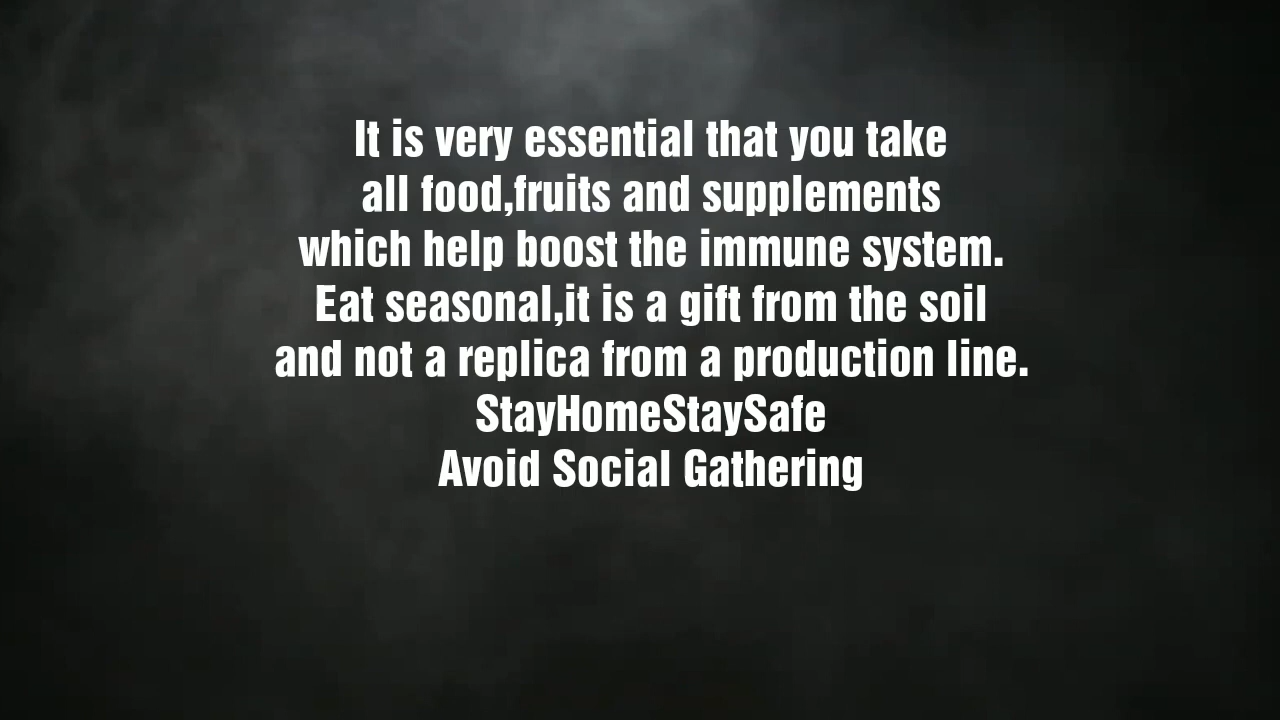 It is very essential that you take
all food,fruits and supplements
which help boost the immune system.
Eat seasonal,it is a gift from the soil
and not a replica from a production line.
StayHomeStaySafe
Avoid Social Gathering